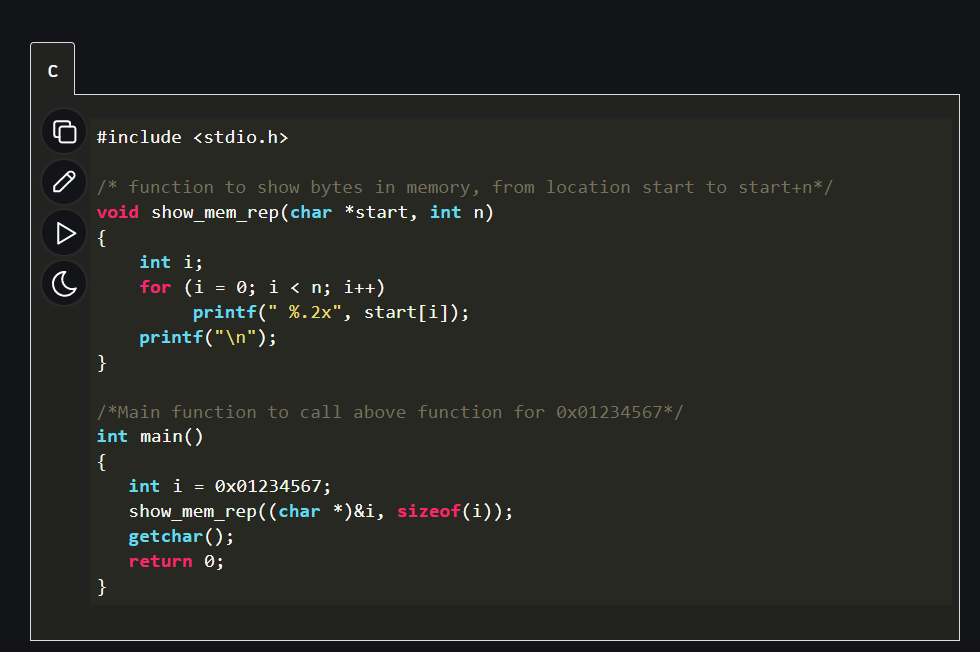 C
#include <stdio.h>
/* function to show bytes in memory, from location start to start+n*/
void show_mem_rep(char *start, int n)
{
    int i;
    for (i = 0; i < n; i++)
         printf(" %.2x", start[i]);
    printf("\n");
}
/*Main function to call above function for 0x01234567*/
int main()
{
   int i = 0x01234567;
   show_mem_rep((char *)&i, sizeof(i));
   getchar();
   return 0;
}